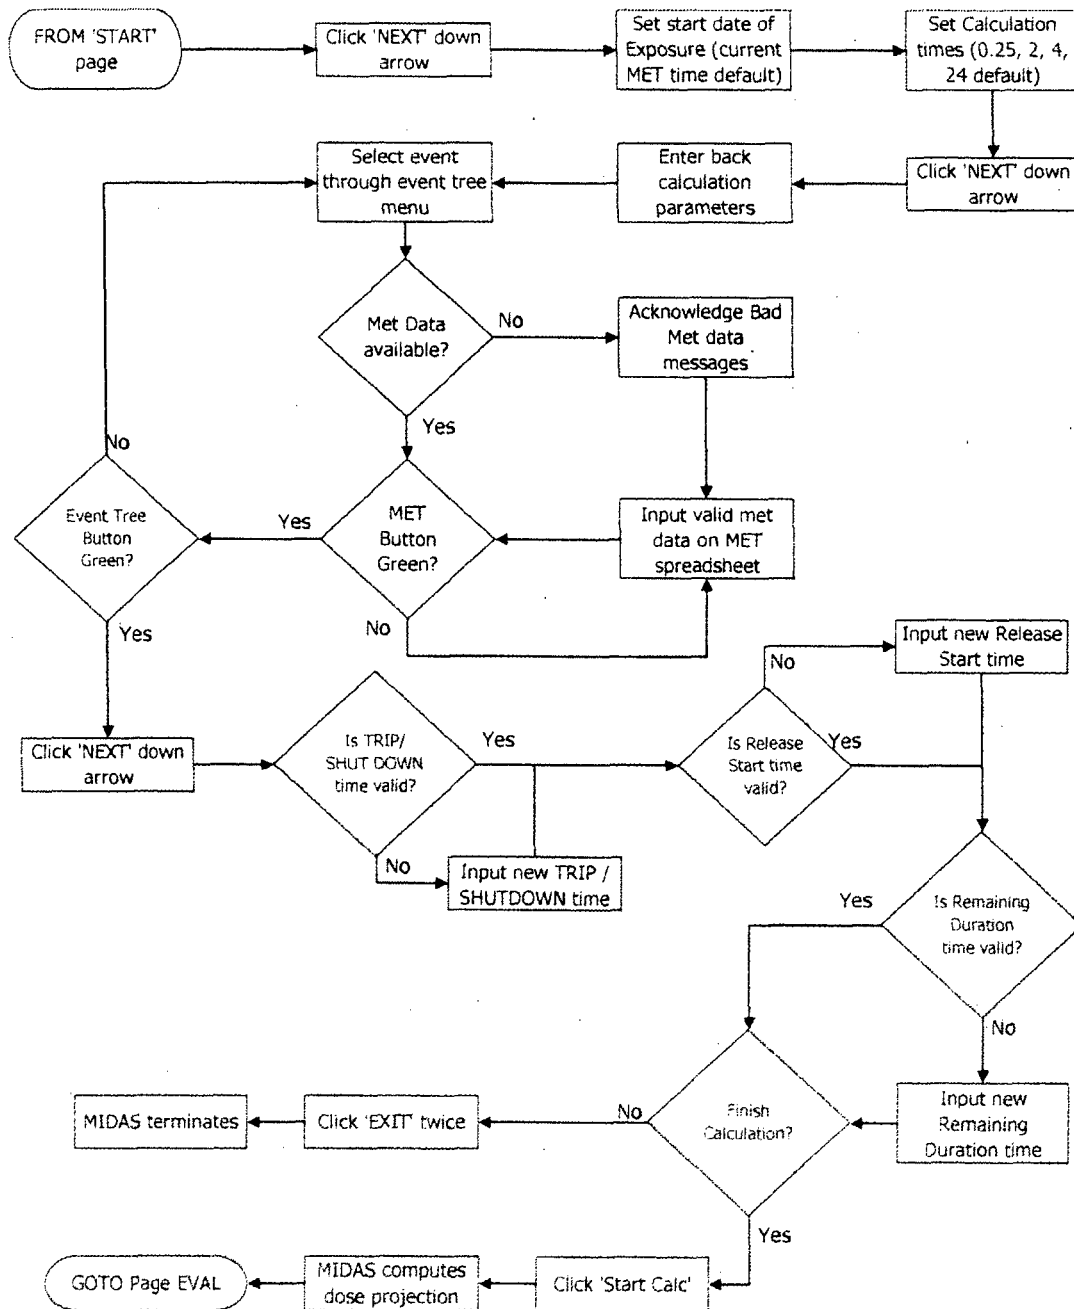 FROM 'START'
page
Click 'NEXT' down
arrow
Set start date of
Exposure (current
MET time default)
Set Calculation
times (0.25, 2, 4,
24 default)
Select event
through event tree
menu
Enter back
calculation
parameters
Click 'NEXT' down
arrow
Met Data
available?
No
Acknowledge Bad
Met data
messages
Yes
No
Event Tree
Button
Green?
Yes
MET
Button
Green?
Input valid met
data on MET
spreadsheet
Yes
No
Input new Release
Start time
No
Click 'NEXT' down
arrow
Is TRIP/
SHUT DOWN
time valid?
Yes
Is Release
Start time
valid?
Yes
No
Input new TRIP /
SHUTDOWN time
Yes
Is Remaining
Duration
time valid?
No
MIDAS terminates
Click 'EXIT' twice
No
Finish
Calculation?
Input new
Remaining
Duration time
Yes
GOTO Page EVAL
MIDAS computes
dose projection
Click 'Start Calc'